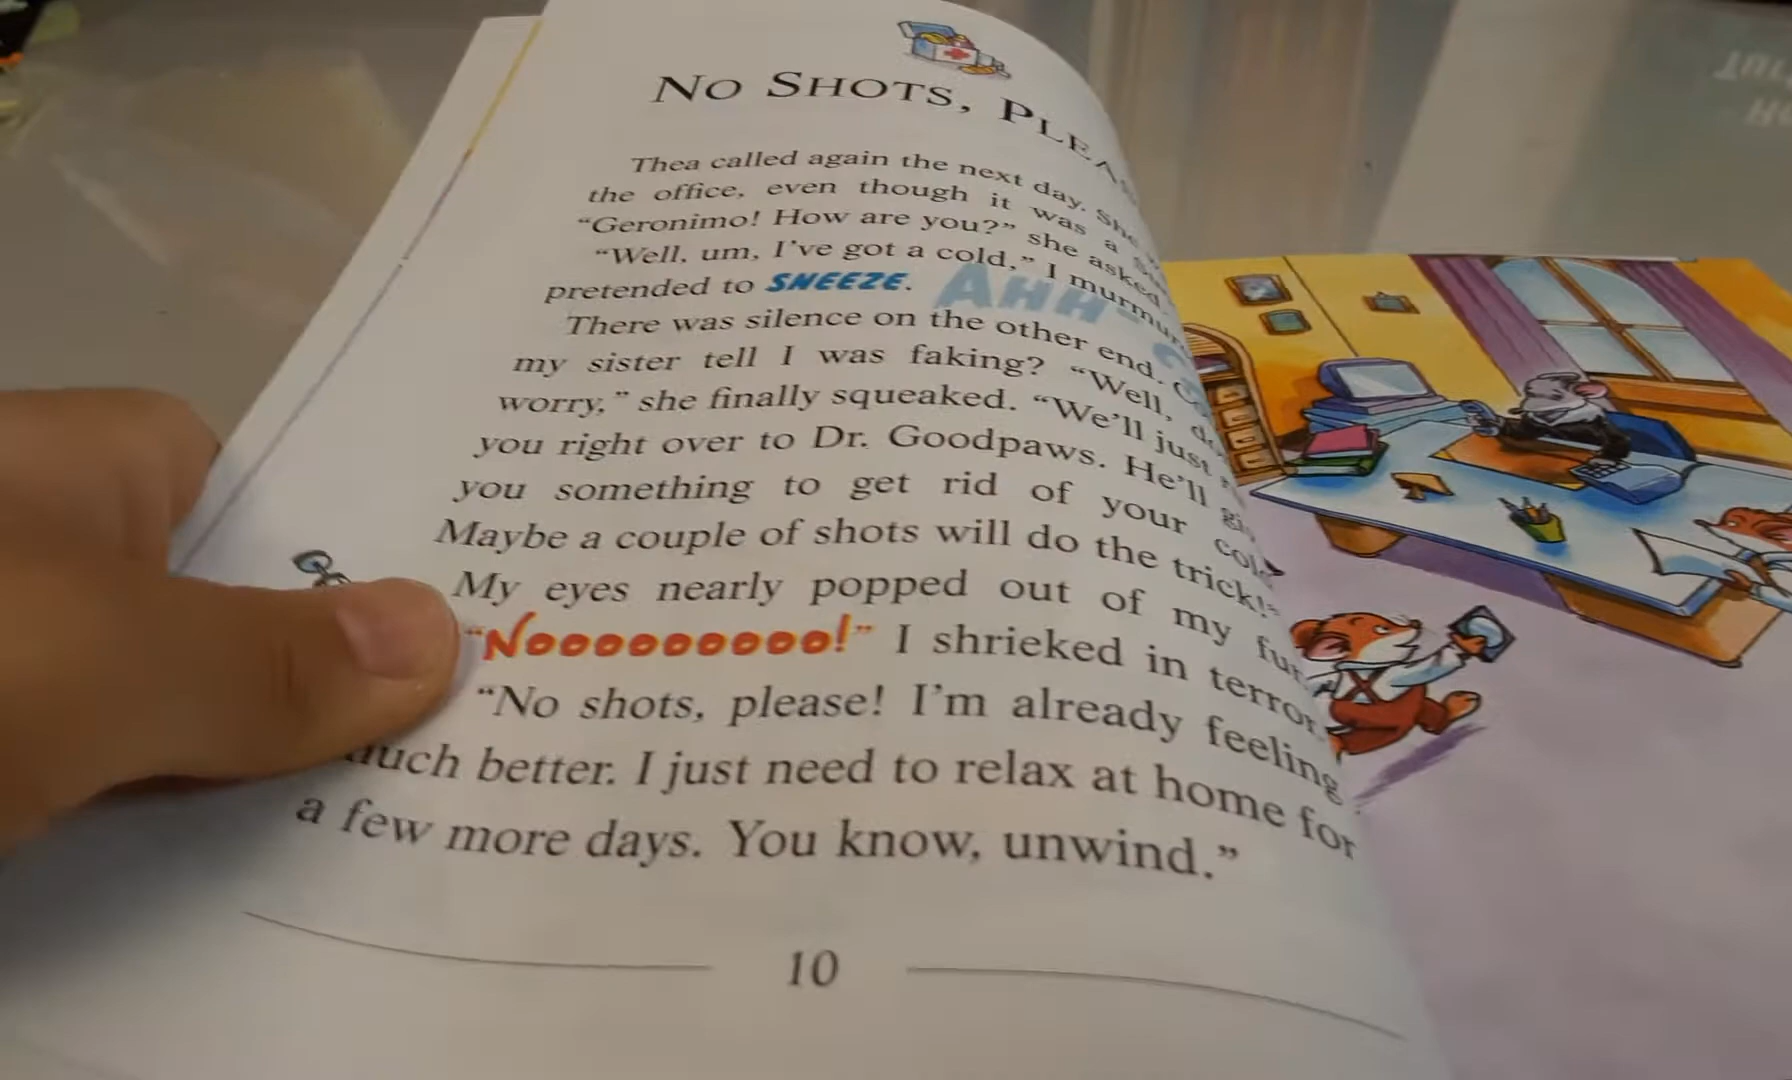 NO SHOTS, PLEA
Thea called again the next day. She
the office, even though it was a
“Geronimo! How are you?” she asked.
“Well, um, I’ve got a cold,” I murmu
pretended to SNEEZE. AHH-
There was silence on the other end. C
my sister tell I was faking? “Well, d
worry,” she finally squeaked. “We’ll just
you right over to Dr. Goodpaws. He’ll gi
you something to get rid of your col
Maybe a couple of shots will do the trick!”
My eyes nearly popped out of my fur.
“Noooooooooo!” I shrieked in terror.
“No shots, please! I’m already feeling
much better. I just need to relax at home for
a few more days. You know, unwind.”
10